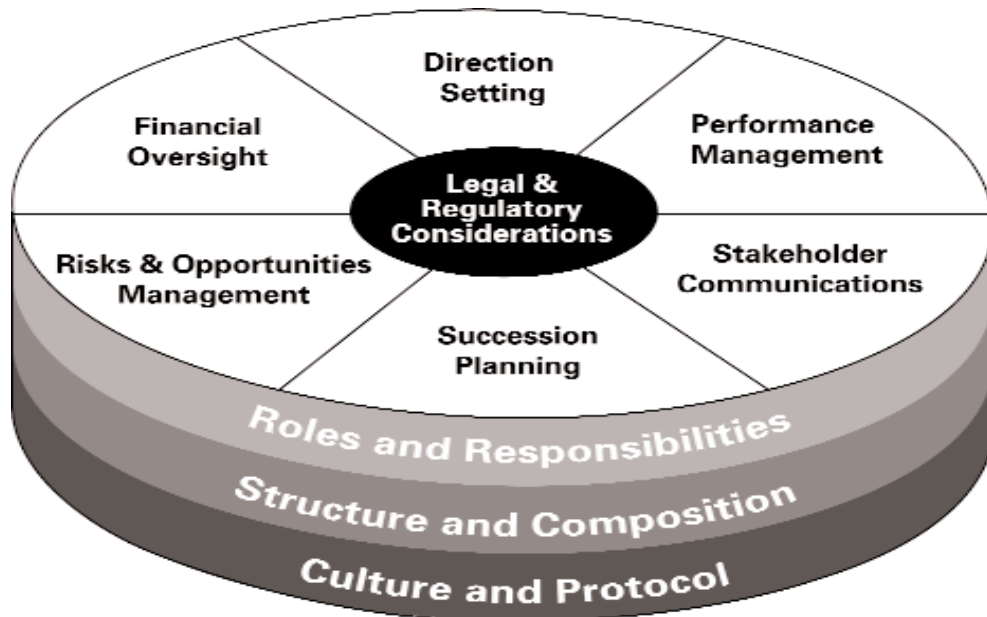 Direction
Setting
Financial
Oversight
Performance
Management
Legal &
Regulatory
Considerations
Risks & Opportunities
Management
Stakeholder
Communications
Succession
Planning
Roles and Responsibilities
Structure and Composition
Culture and Protocol